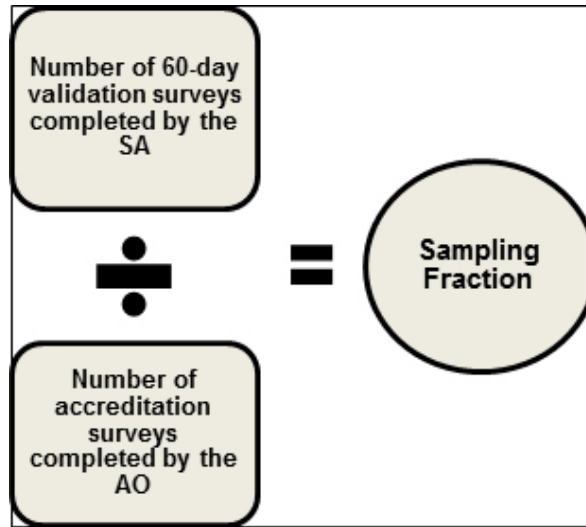 Number of 60-day
validation surveys
completed by the
SA
÷
=
Sampling
Fraction
Number of
accreditation
surveys
completed by the
AO